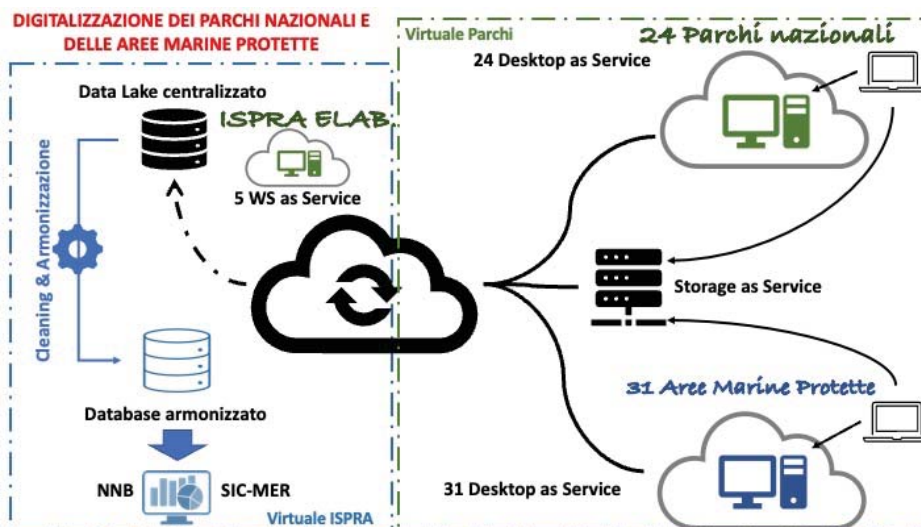 DIGITALIZZAZIONE DEI PARCHI NAZIONALI E
DELLE AREE MARINE PROTETTE
Data Lake centralizzato
ISPRA ELAB.
5 WS as Service
Cleaning & Armonizzazione
Database armonizzato
NNB
SIC-MER
Virtuale ISPRA
Virtuale Parchi
24 Parchi nazionali
24 Desktop as Service
Storage as Service
31 Aree Marine Protette
31 Desktop as Service